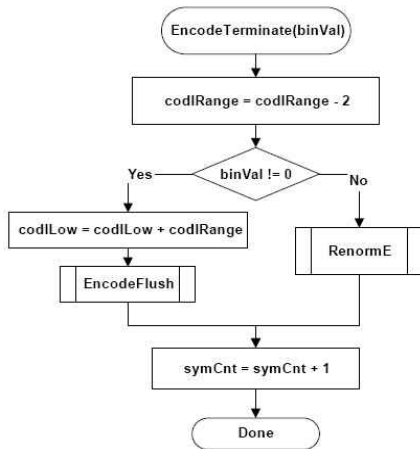 EncodeTerminate(binVal)
codIRange = codIRange - 2
binVal != 0
Yes
No
codILow = codILow + codIRange
RenormE
EncodeFlush
symCnt = symCnt + 1
Done